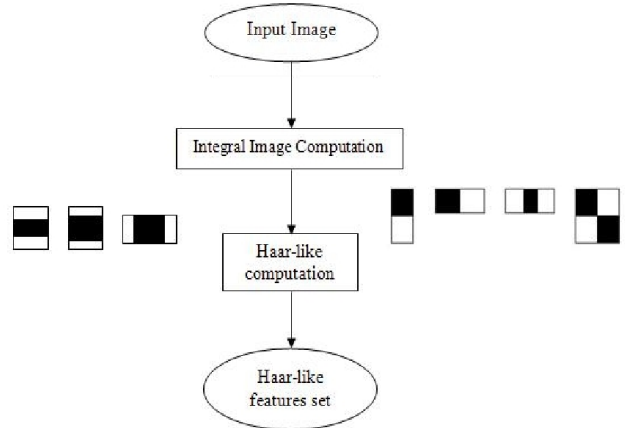 Input Image
Integral Image Computation
Haar-like
computation
Haar-like
features set